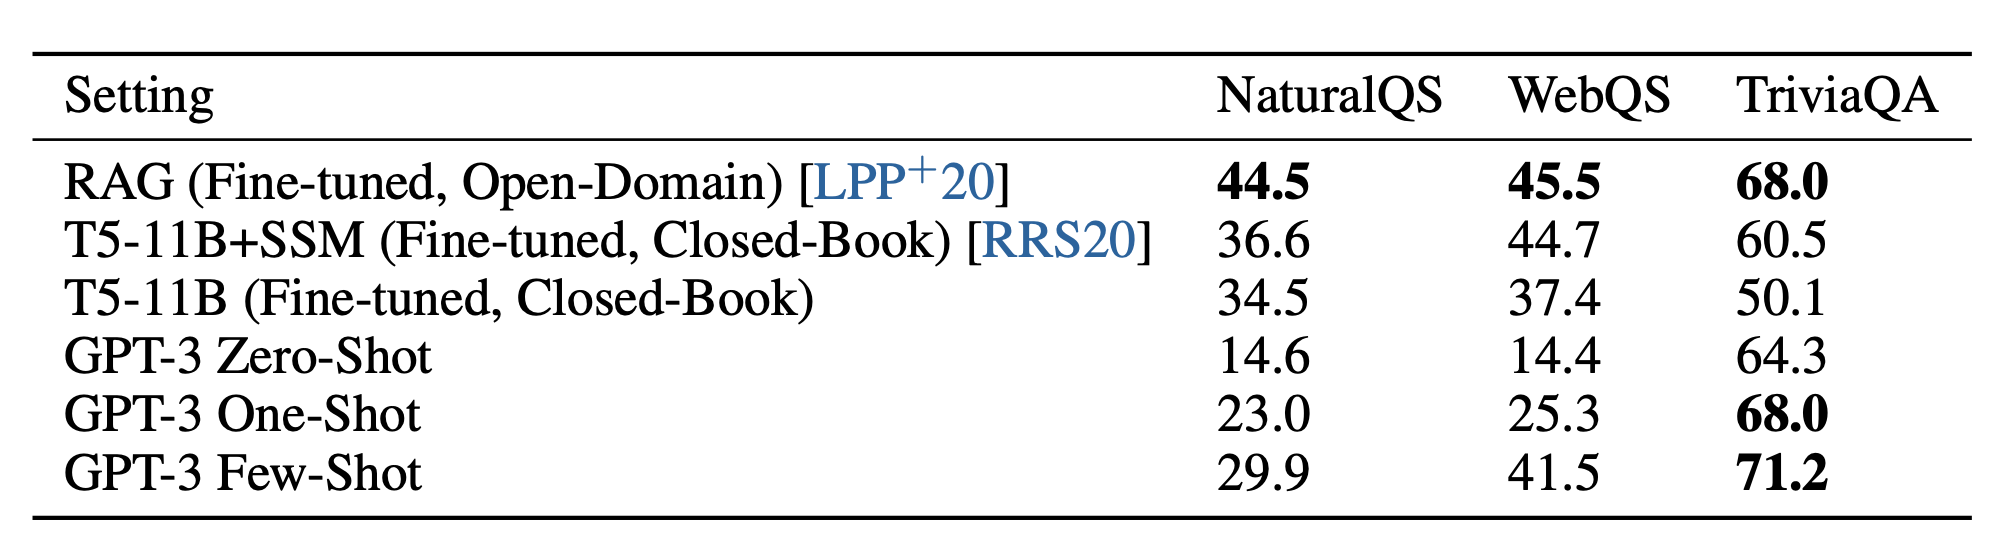 Setting NaturalQS WebQS TriviaQA
RAG (Fine-tuned, Open-Domain) [LPP+20] 44.5 45.5 68.0
T5-11B+SSM (Fine-tuned, Closed-Book) [RRS20] 36.6 44.7 60.5
T5-11B (Fine-tuned, Closed-Book) 34.5 37.4 50.1
GPT-3 Zero-Shot 14.6 14.4 64.3
GPT-3 One-Shot 23.0 25.3 68.0
GPT-3 Few-Shot 29.9 41.5 71.2